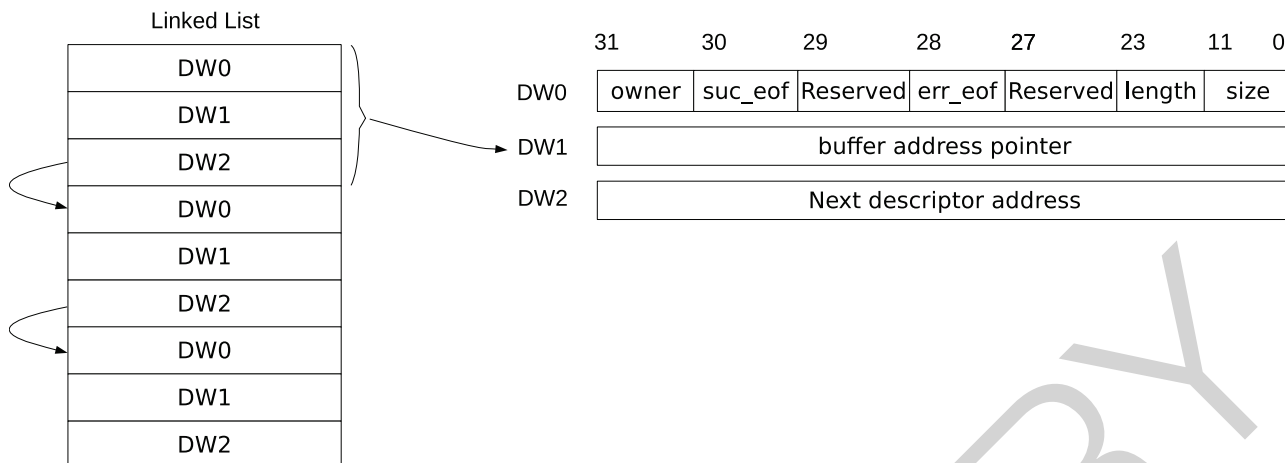 Linked List
DW0
DW1
DW2
DW0
DW1
DW2
DW0
DW1
DW2
31 30 29 28 27 23 11 0
DW0 owner suc_eof Reserved err_eof Reserved length size
DW1 buffer address pointer
DW2 Next descriptor address